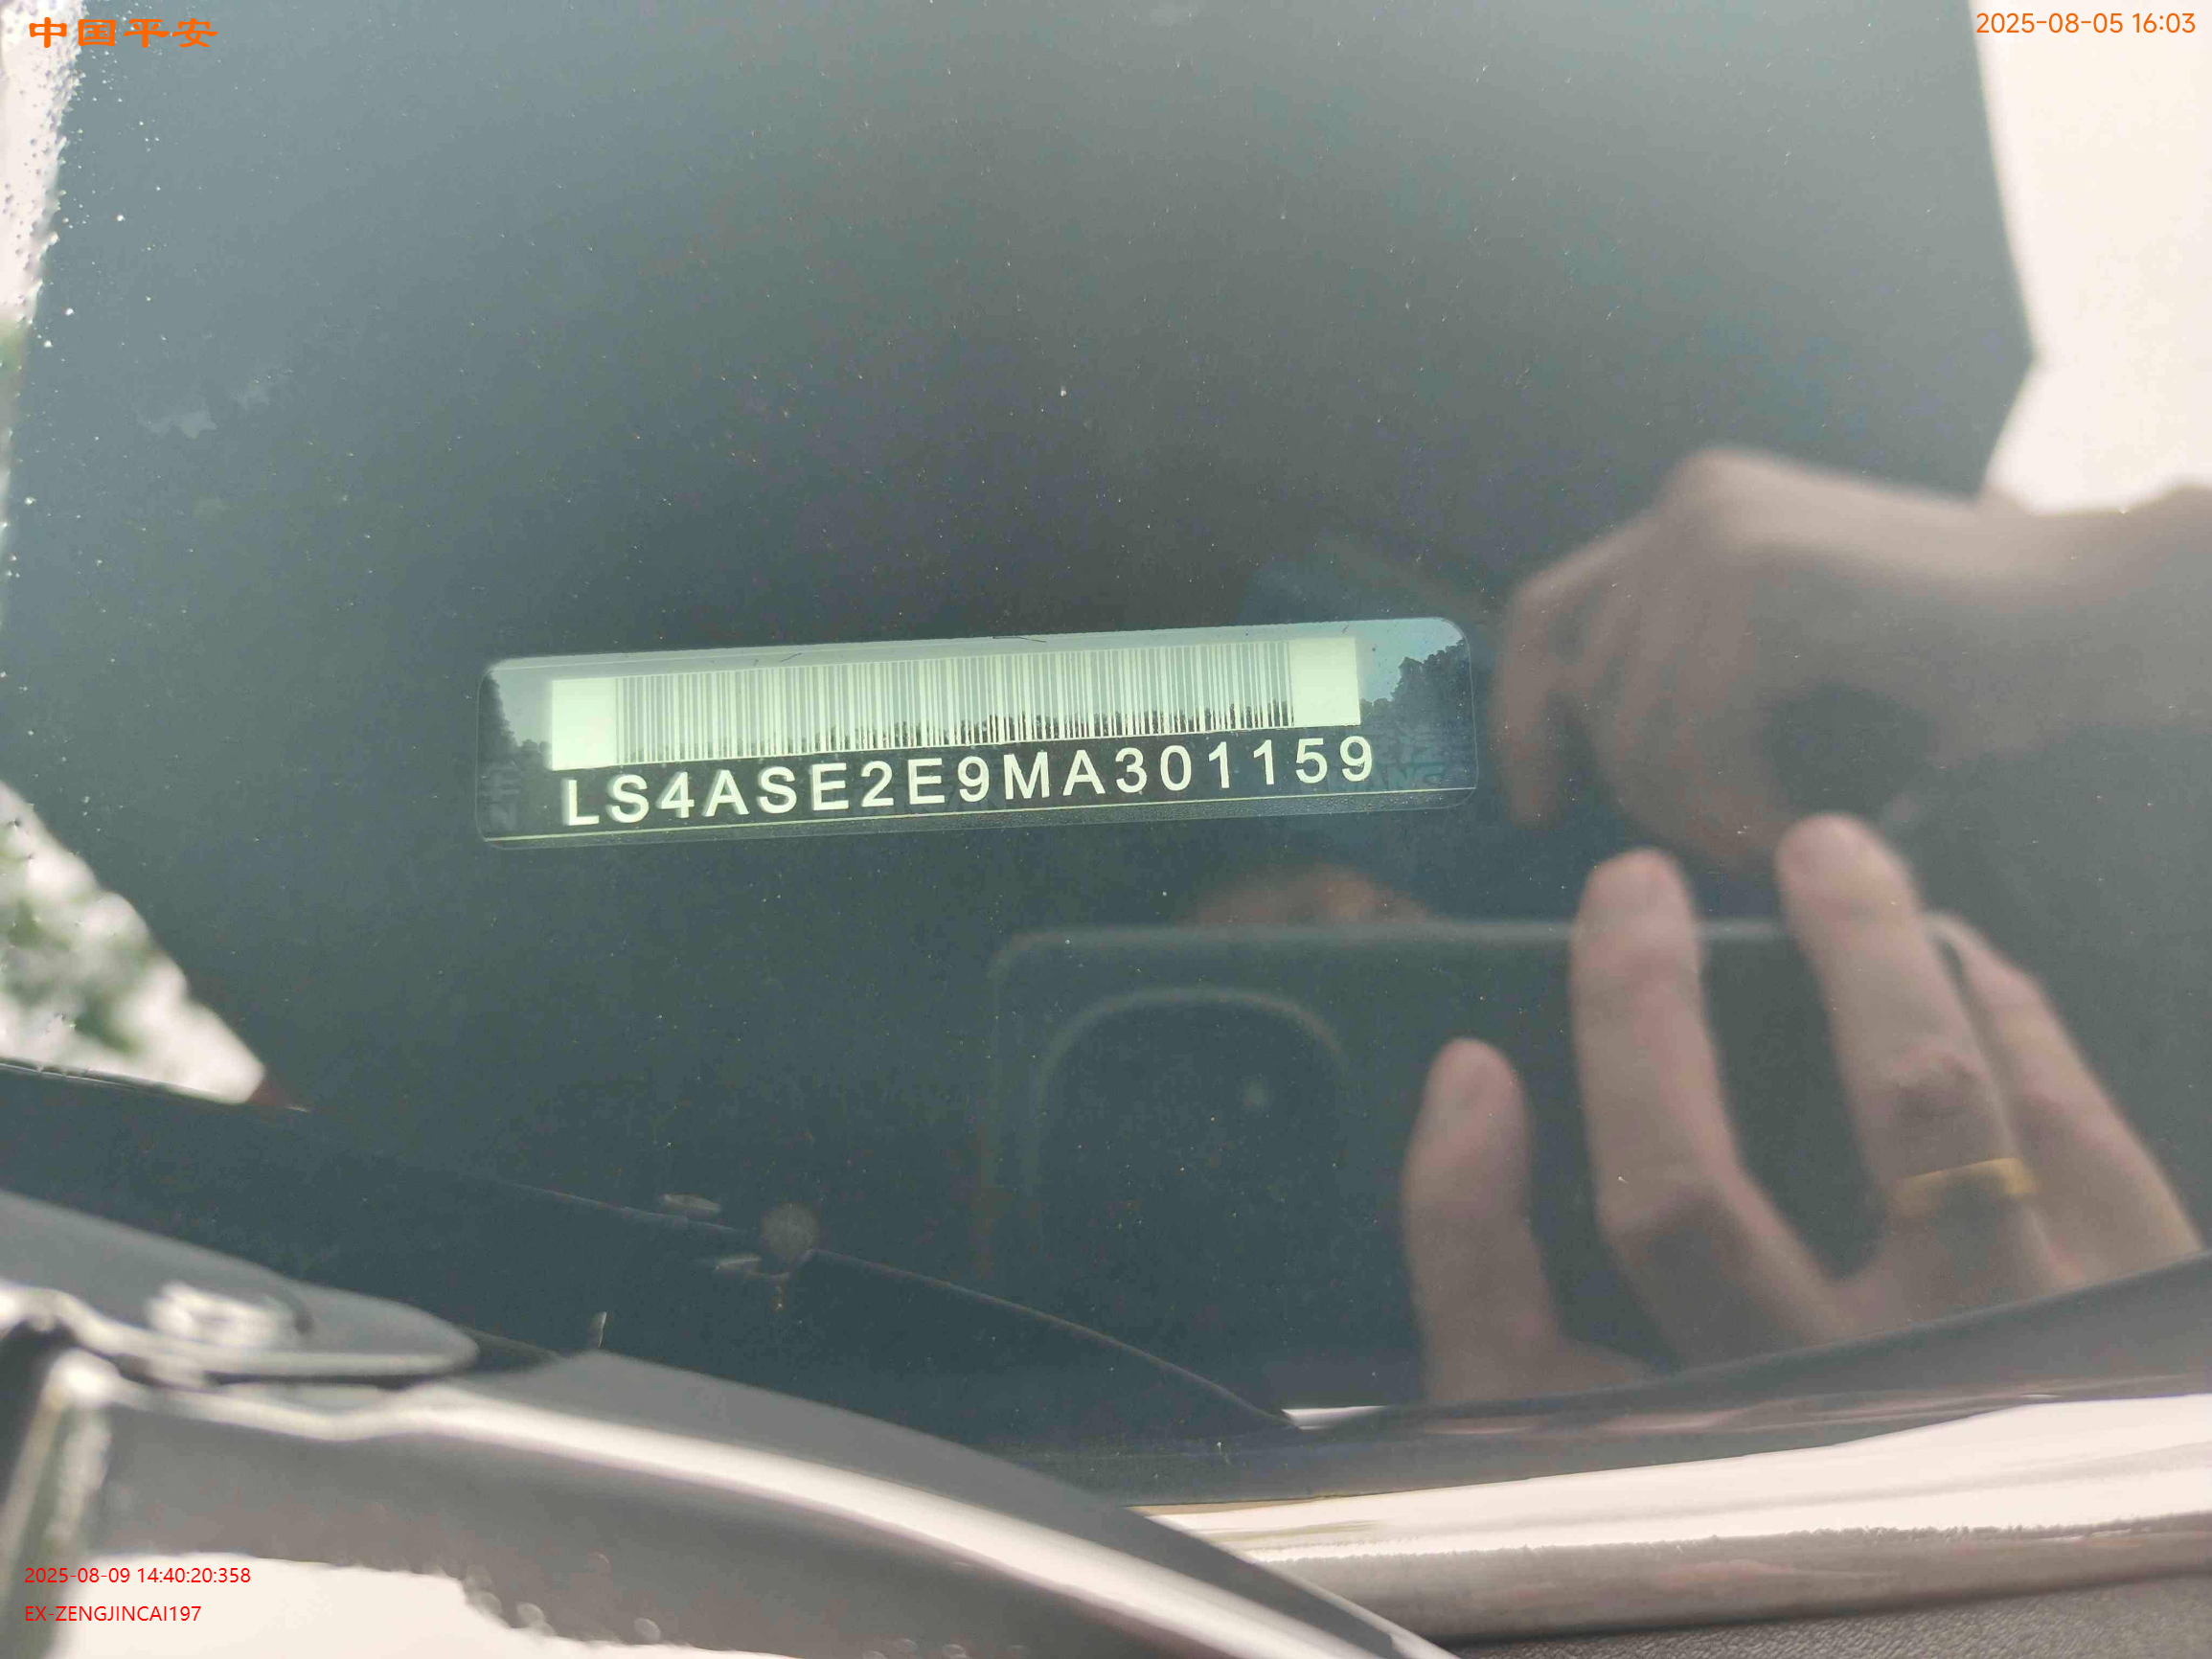 中国平安
2025-08-05 16:03
LS4ASE2E9MA301159
2025-08-09 14:40:20:358
EX-ZENGJINCAI197